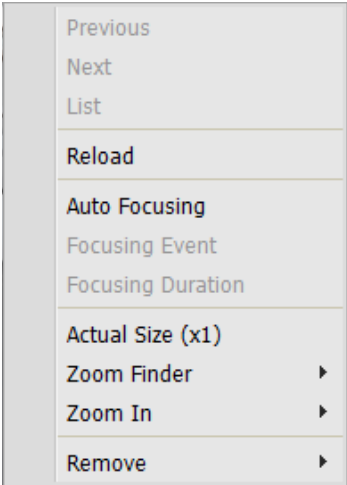 Previous
Next
List
Reload
Auto Focusing
Focusing Event
Focusing Duration
Actual Size (x1)
Zoom Finder
Zoom In
Remove